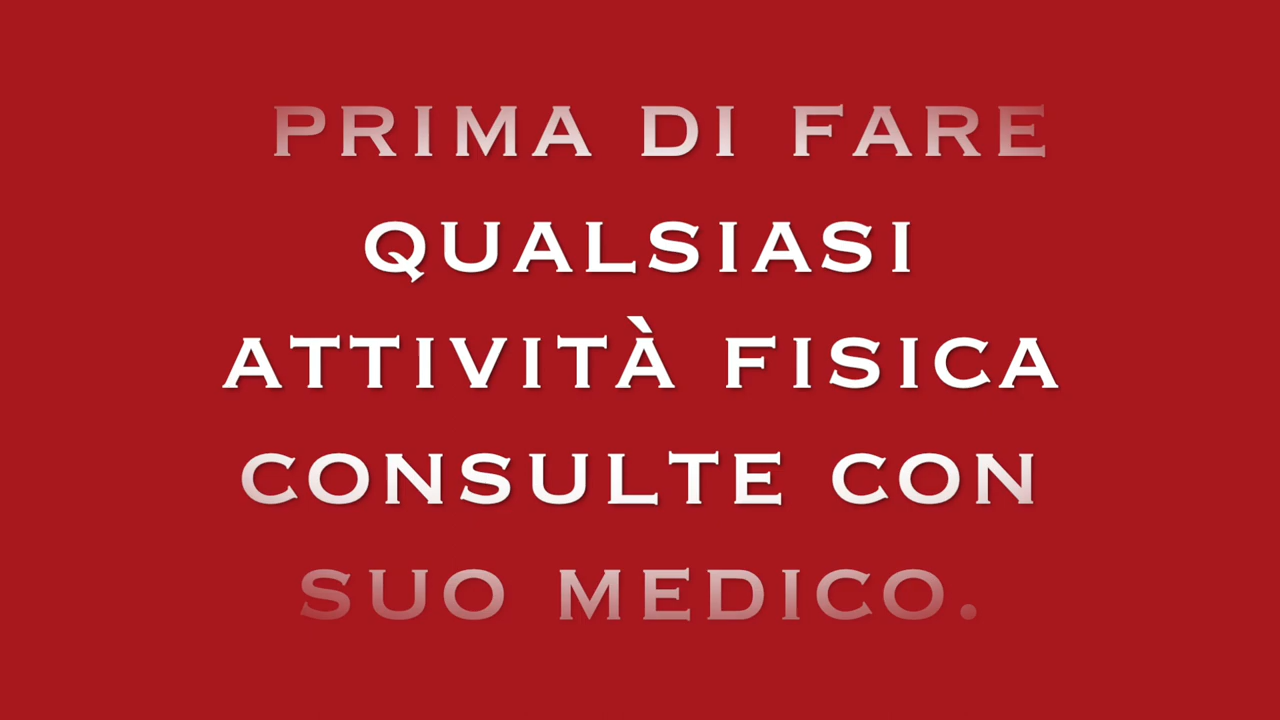 PRIMA DI FARE
QUALSIASI
ATTIVITÀ FISICA
CONSULTE CON
SUO MEDICO.